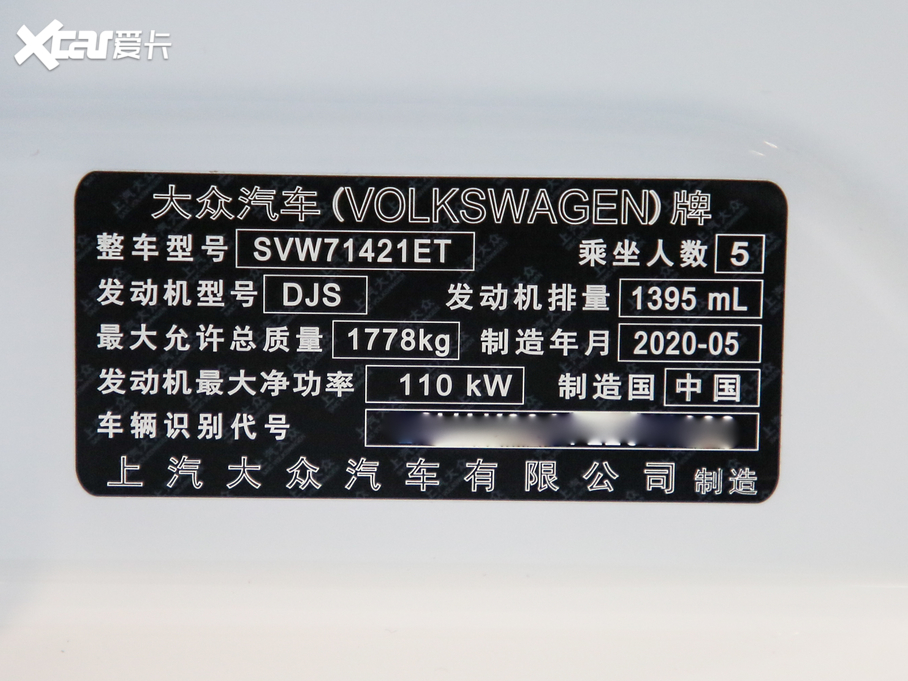 Xcar爱卡
大众汽车(VOLKSWAGEN)牌
整车型号 SVW71421ET 乘坐人数 5
发动机型号 DJS 发动机排量 1395 mL
最大允许总质量 1778kg 制造年月 2020-05
发动机最大净功率 110 kW 制造国 中国
车辆识别代号
上汽大众汽车有限公司 制造